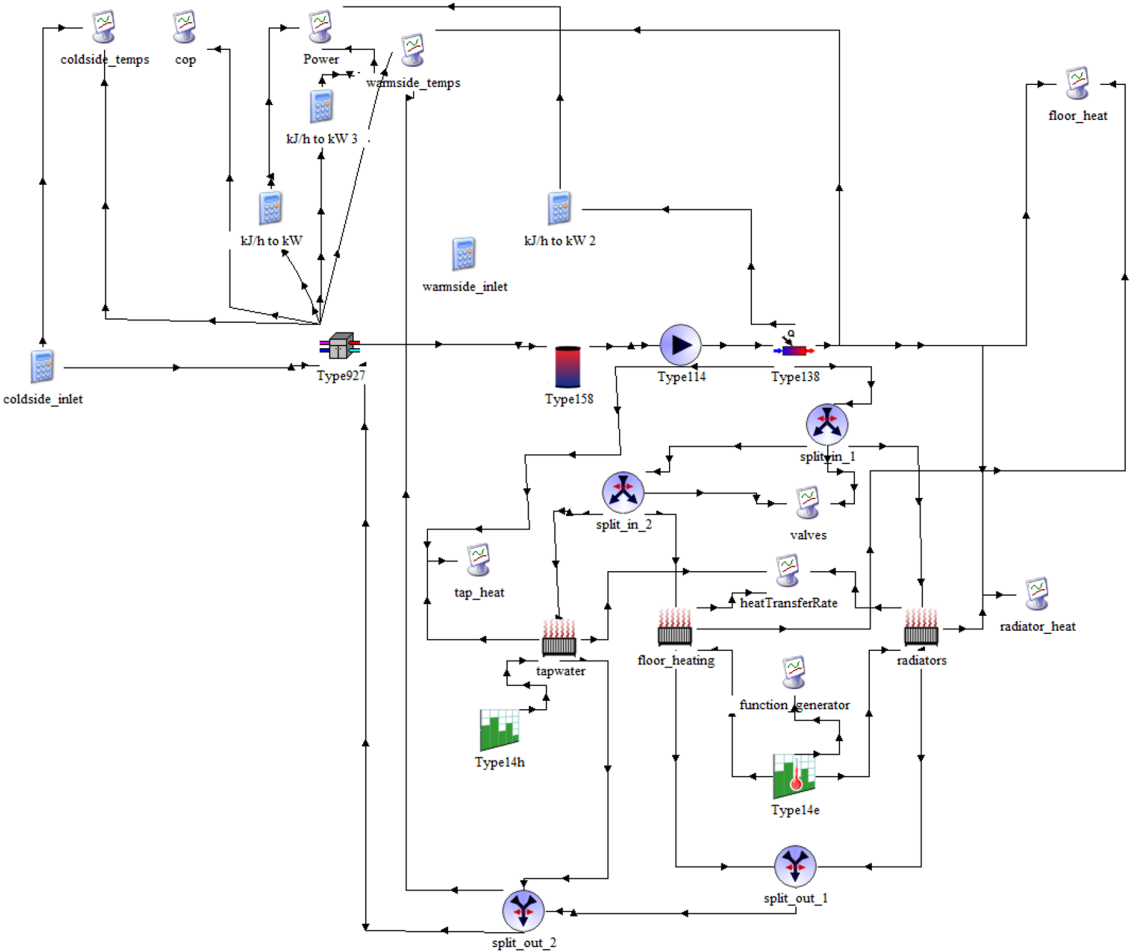 coldside_temps
cop
Power
warmside_temps
floor_heat
kJ/h to kW 3
kJ/h to kW
kJ/h to kW 2
warmside_inlet
Q
coldside_inlet
Type927
Type158
Type114
Type138
split_in_1
split_in_2
valves
tap_heat
heatTransferRate
radiator_heat
tapwater
floor_heating
radiators
function_generator
Type14h
Type14e
split_out_1
split_out_2